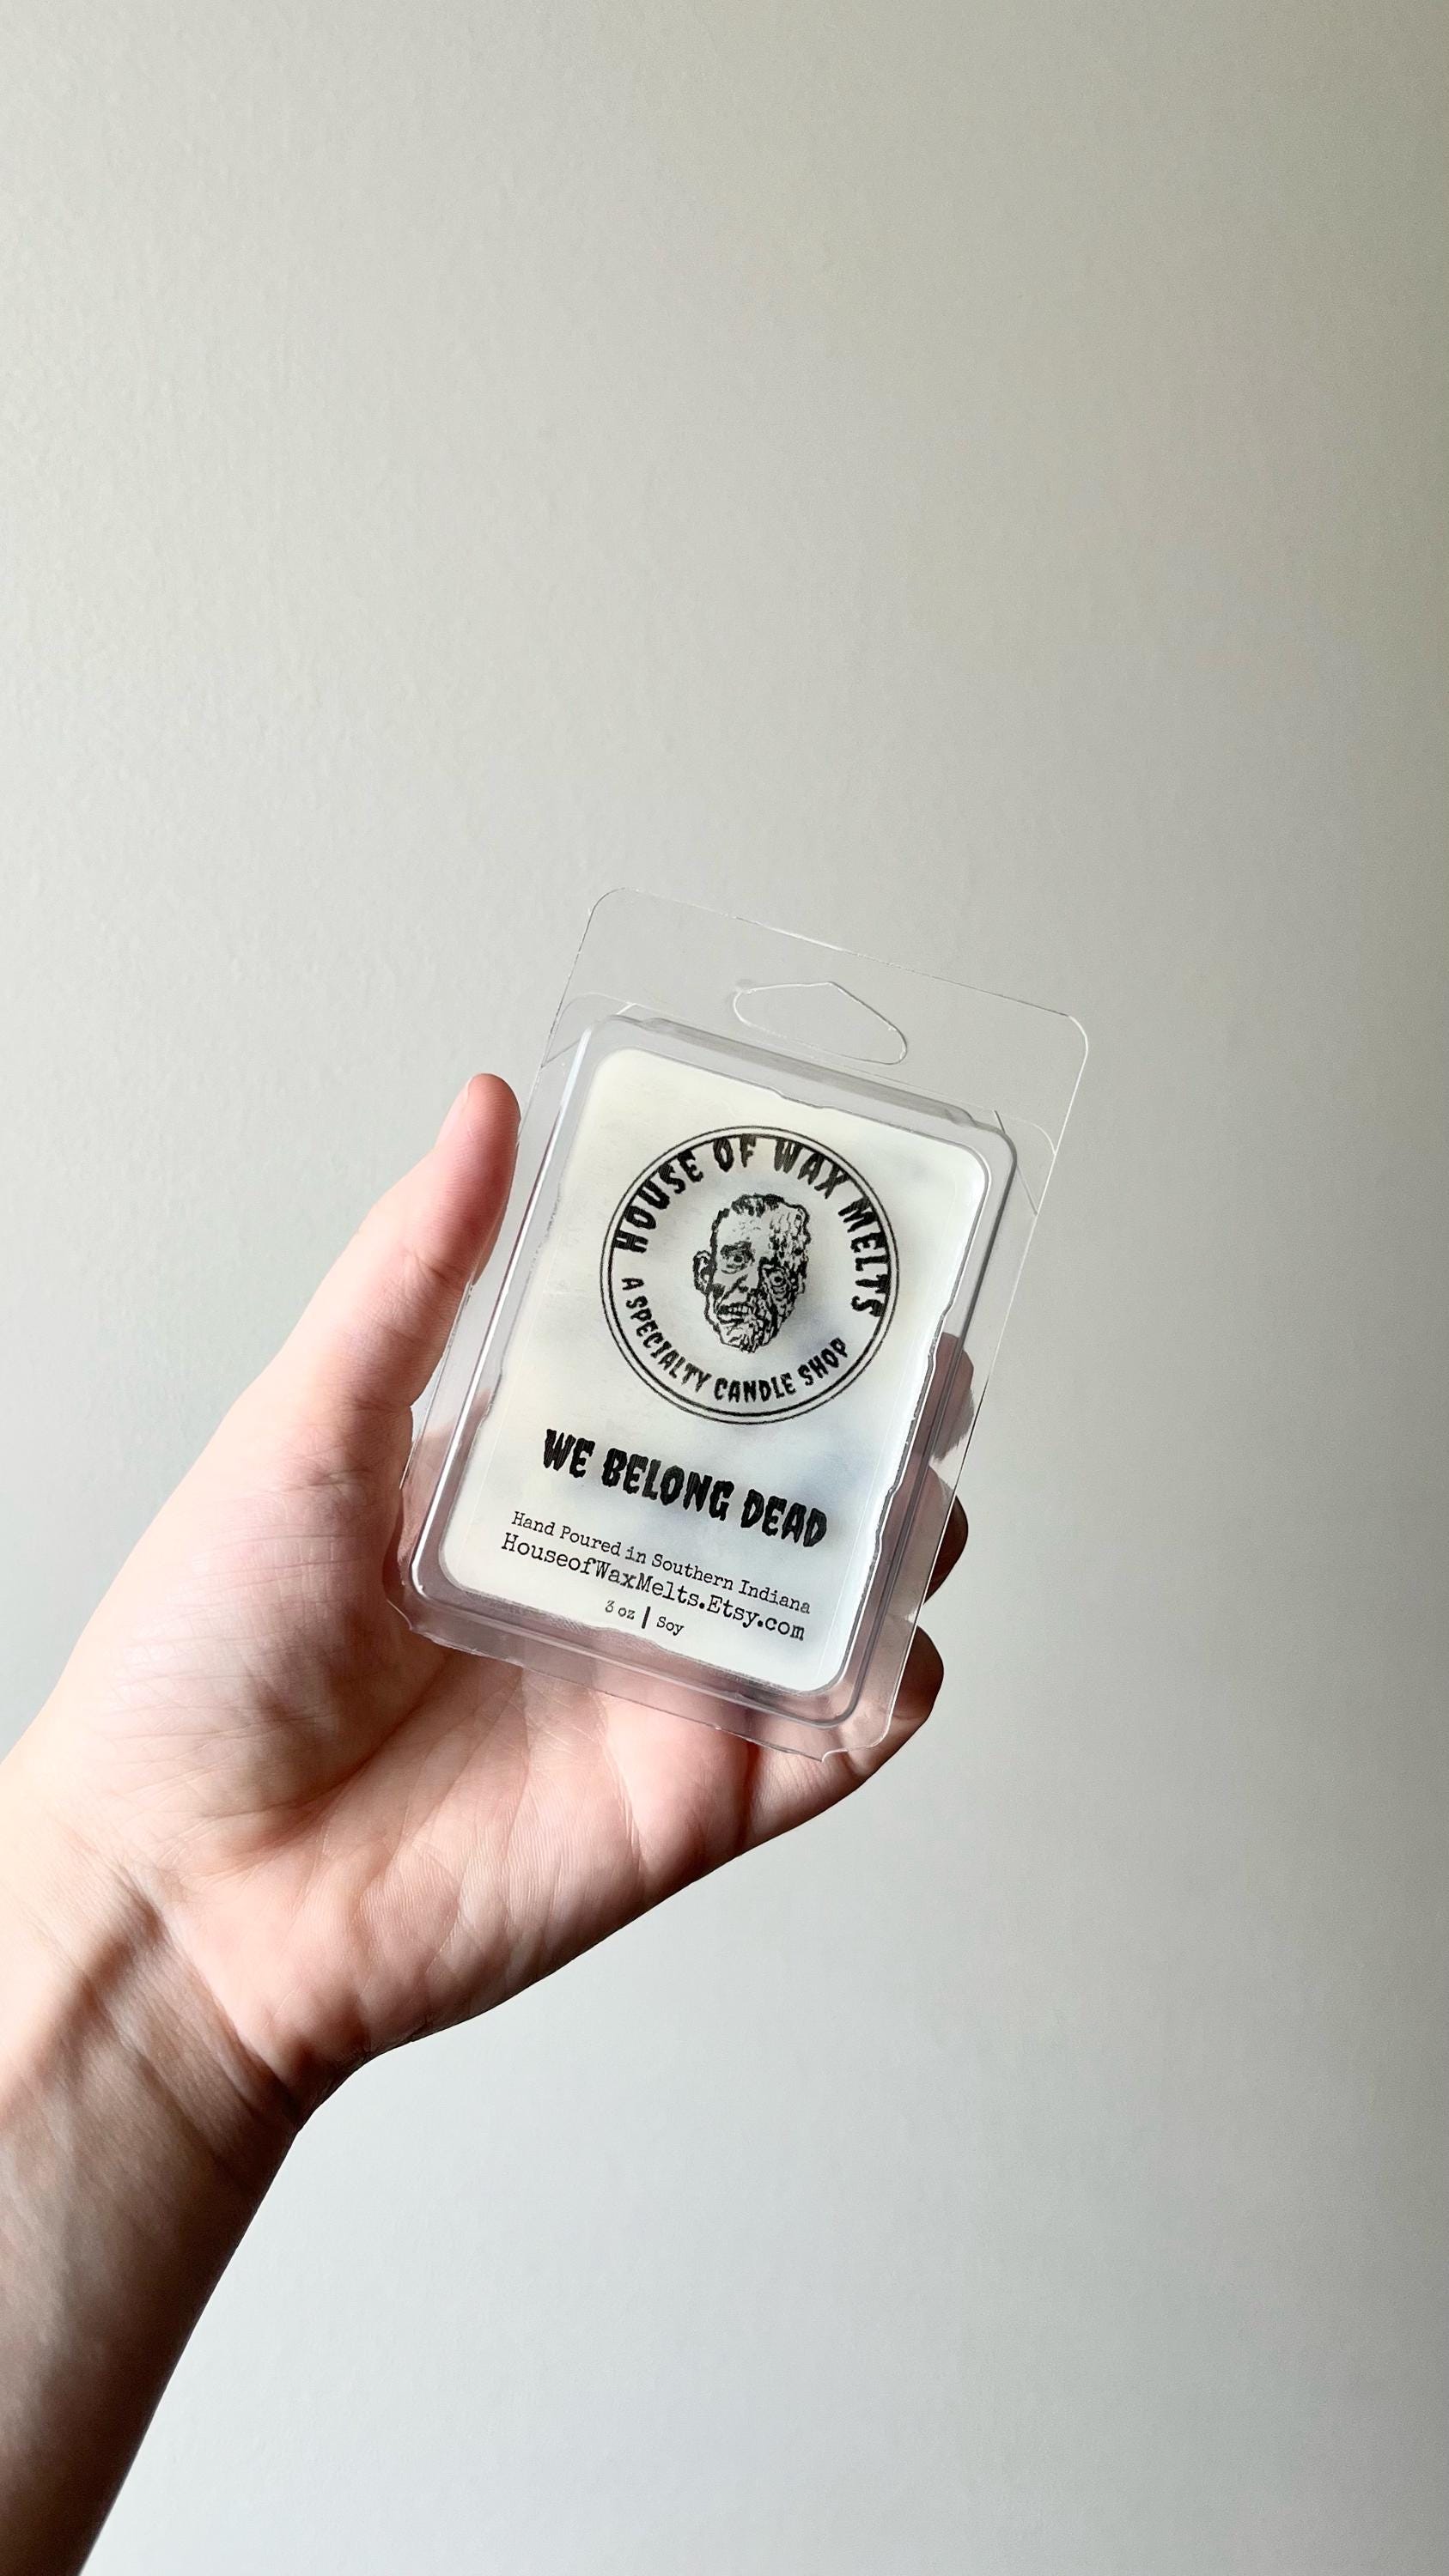 HOUSE OF WAX MELTS
A SPECIALTY CANDLE SHOP
WE BELONG DEAD
Hand Poured in Southern Indiana
HouseofWaxMelts.Etsy.com
3 oz | Soy